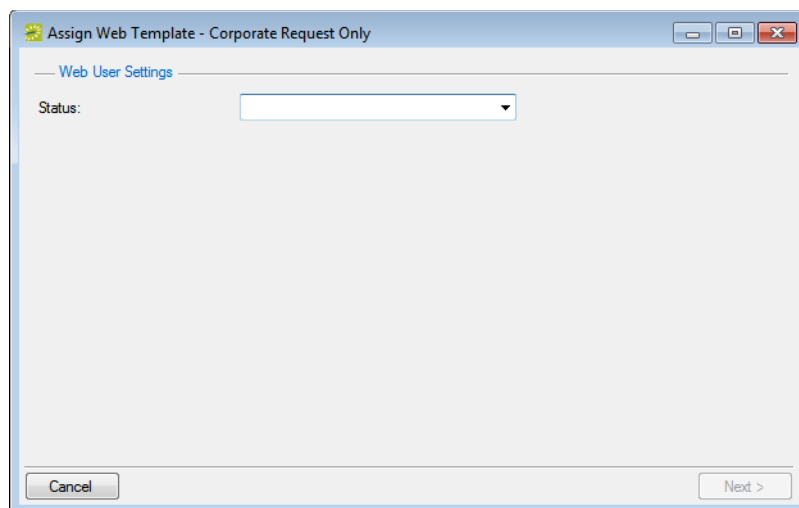 Assign Web Template - Corporate Request Only
Web User Settings
Status:
Cancel
Next >